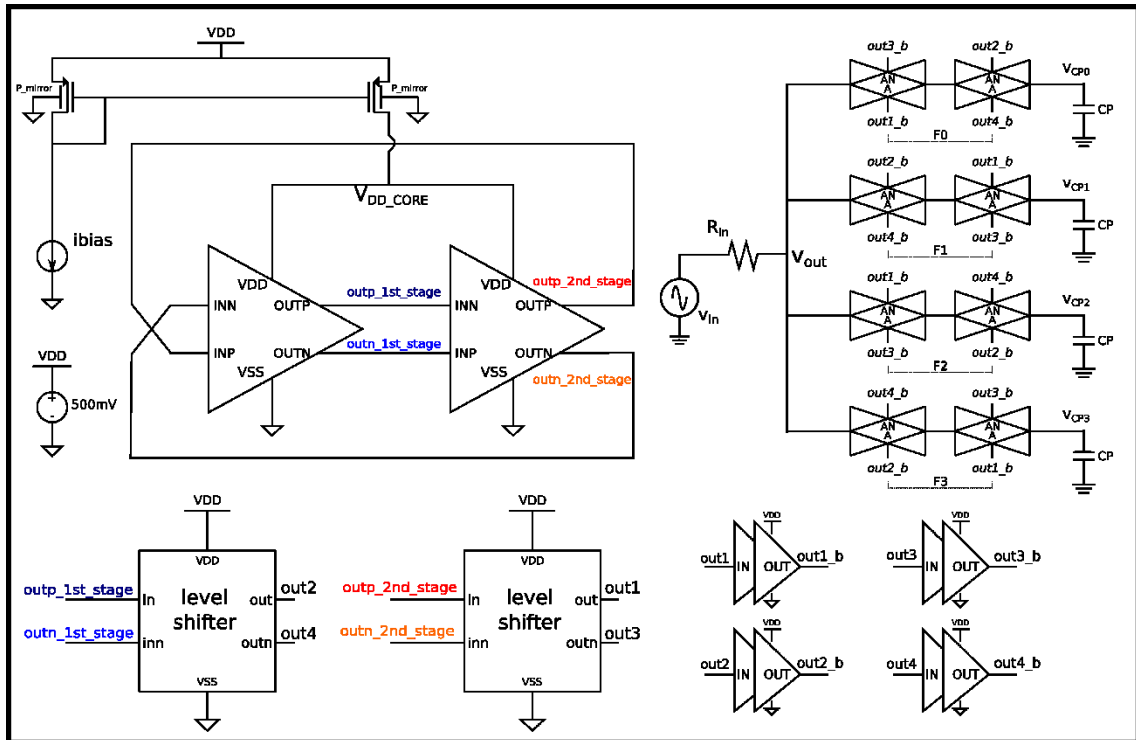 VDD
P_mirror
P_mirror
V_DD_CORE
ibias
VDD
INN
OUTP
INP
OUTN
VSS
outp_1st_stage
outn_1st_stage
VDD
INN
OUTP
INP
OUTN
VSS
outp_2nd_stage
outn_2nd_stage
VDD
+
-
500mV
R_in
V_out
v_in
out3_b
out2_b
AN
A
AN
A
out1_b
out4_b
F0
V_CP0
CP
out2_b
out1_b
AN
A
AN
A
out4_b
out3_b
F1
V_CP1
CP
out1_b
out4_b
AN
A
AN
A
out3_b
out2_b
F2
V_CP2
CP
out4_b
out3_b
AN
A
AN
A
out2_b
out1_b
F3
V_CP3
CP
VDD
VDD
outp_1st_stage
In
level
shifter
out
out2
outn_1st_stage
inn
outn
out4
VSS
VDD
VDD
outp_2nd_stage
In
level
shifter
out
out1
outn_2nd_stage
inn
outn
out3
VSS
VDD
out1
IN
OUT
out1_b
VDD
out3
IN
OUT
out3_b
VDD
out2
IN
OUT
out2_b
VDD
out4
IN
OUT
out4_b